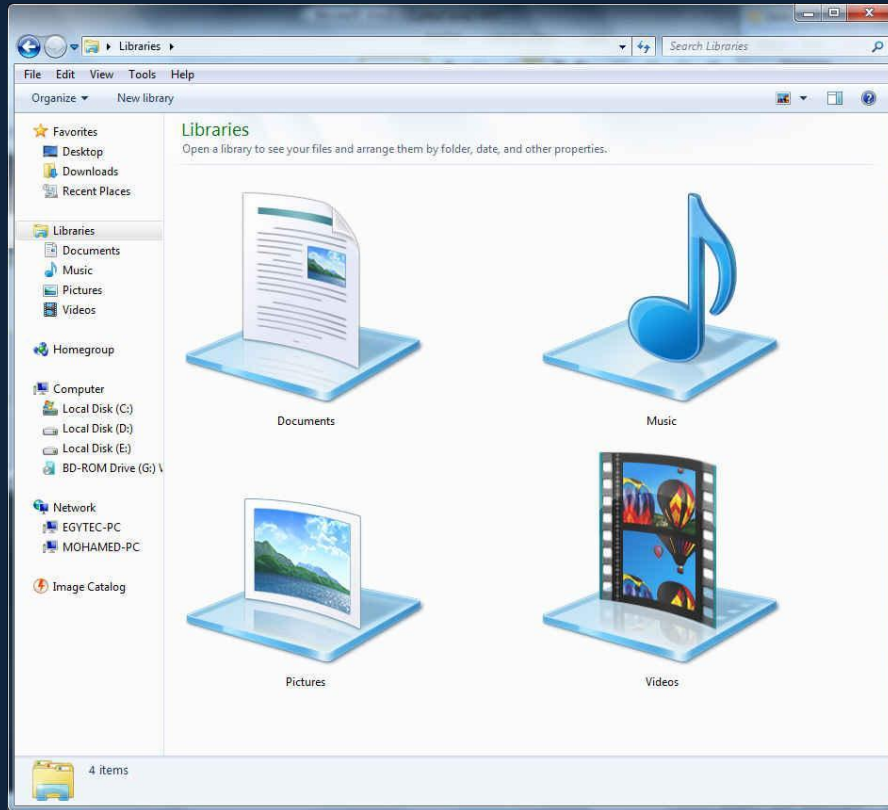 Libraries
Search Libraries
File Edit View Tools Help
Organize New library
Favorites
Desktop
Downloads
Recent Places
Libraries
Documents
Music
Pictures
Videos
Homegroup
Computer
Local Disk (C:)
Local Disk (D:)
Local Disk (E:)
BD-ROM Drive (G:)
Network
EGYTEC-PC
MOHAMED-PC
Image Catalog
Libraries
Open a library to see your files and arrange them by folder, date, and other properties.
Documents
Music
Pictures
Videos
4 items